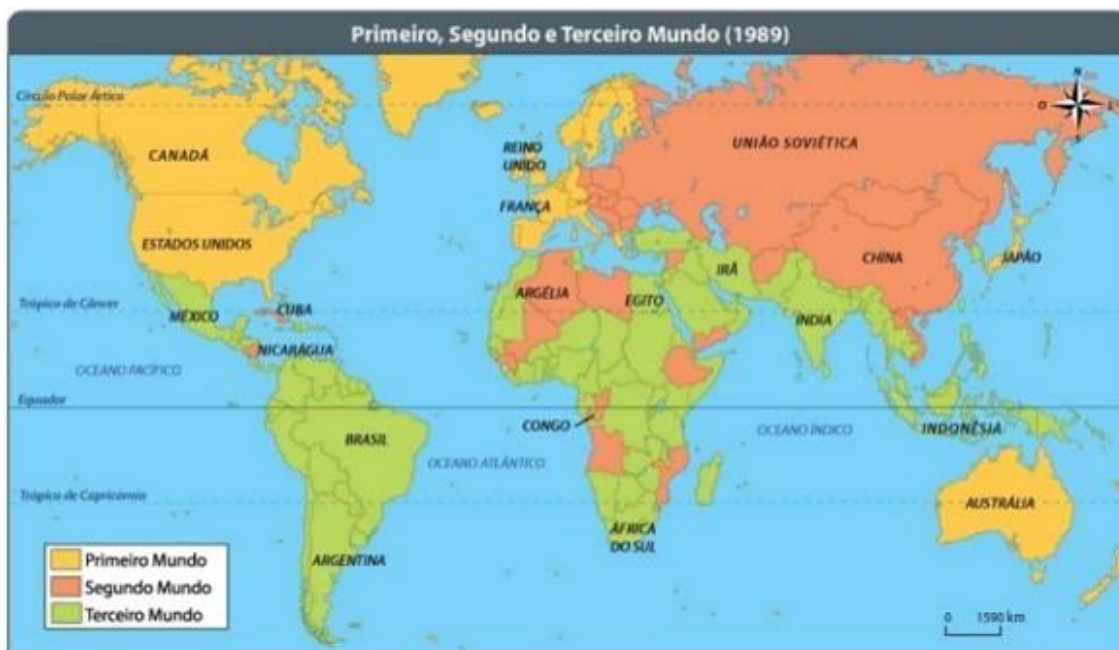 Primeiro, Segundo e Terceiro Mundo (1989)
Círculo Polar Ártico
N
O
CANADÁ
REINO
UNIDO
UNIÃO SOVIÉTICA
FRANÇA
ESTADOS UNIDOS
CHINA
JAPÃO
IRÃ
ARGÉLIA
EGITO
Trópico de Câncer
CUBA
MÉXICO
ÍNDIA
NICARÁGUA
OCEANO PACÍFICO
Equador
CONGO
OCEANO ÍNDICO
INDONÉSIA
BRASIL
OCEANO ATLÂNTICO
Trópico de Capricórnio
AUSTRÁLIA
ÁFRICA
DO SUL
ARGENTINA
Primeiro Mundo
Segundo Mundo
Terceiro Mundo
0 1590 km